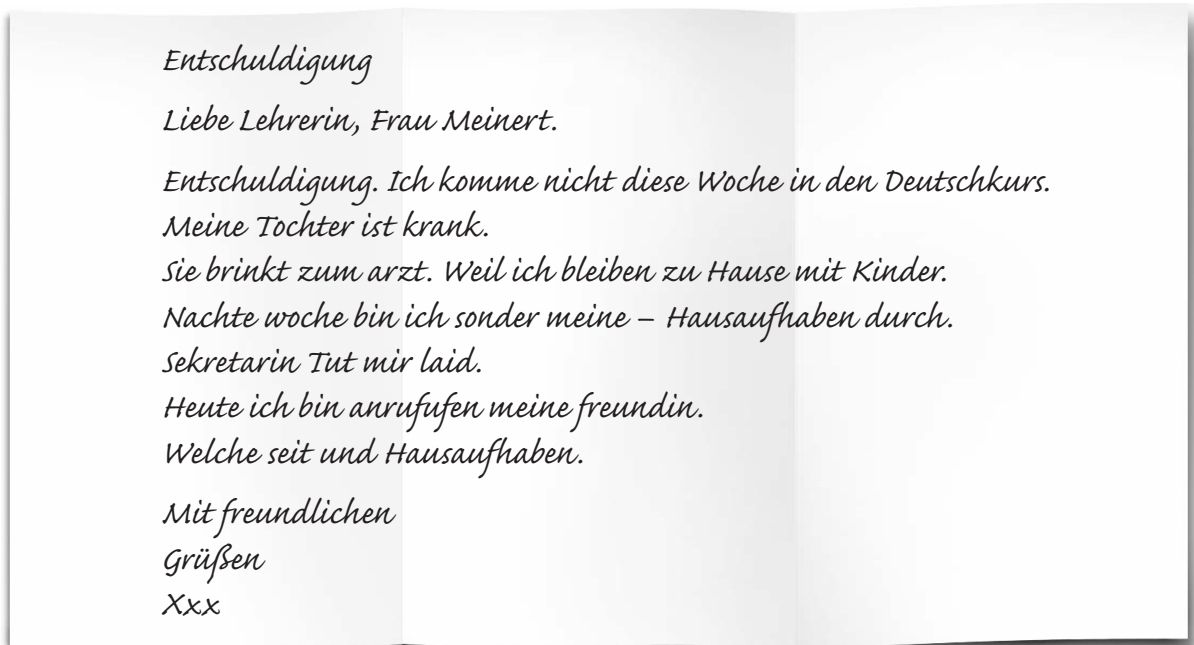 Entschuldigung
Liebe Lehrerin, Frau Meinert.
Entschuldigung. Ich komme nicht diese Woche in den Deutschkurs.
Meine Tochter ist krank.
Sie brinkt zum arzt. Weil ich bleiben zu Hause mit Kinder.
Nachte woche bin ich sonder meine – Hausaufhaben durch.
Sekretarin Tut mir laid.
Heute ich bin anrufufen meine freundin.
Welche seit und Hausaufhaben.
Mit freundlichen
Grüßen
Xxx